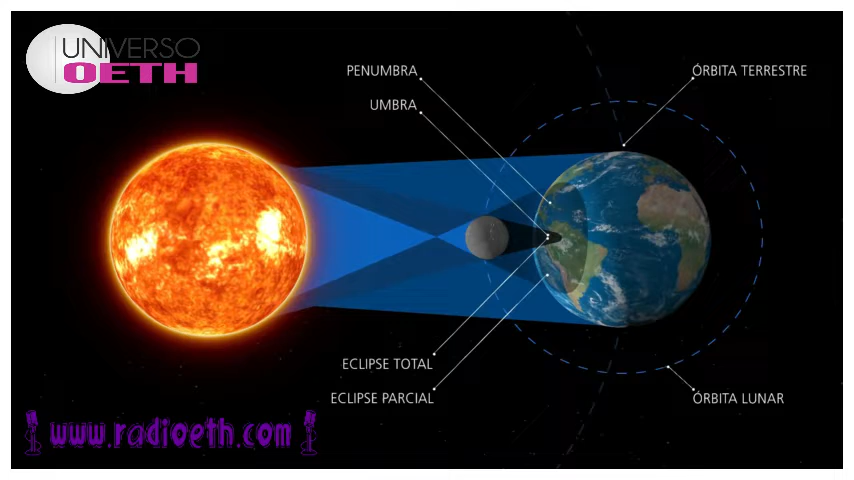 UNIVERSO
OETH
PENUMBRA
UMBRA
ÓRBITA TERRESTRE
ECLIPSE TOTAL
ECLIPSE PARCIAL
ÓRBITA LUNAR
www.radioeth.com